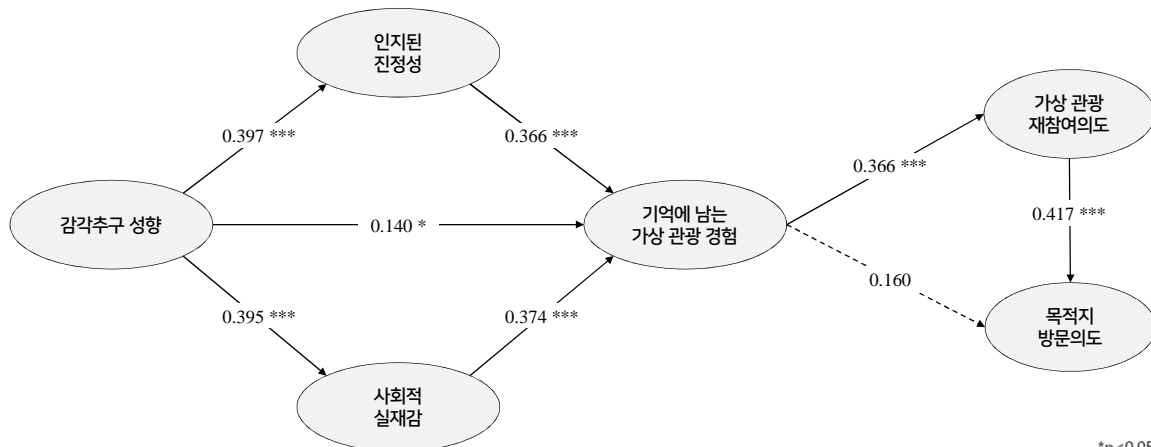 인지된
진정성
0.397 ***
0.366 ***
가상 관광
재참여의도
0.366 ***
감각추구 성향
0.140 *
기억에 남는
가상 관광 경험
0.417 ***
0.160
0.395 ***
0.374 ***
목적지
방문의도
사회적
실재감